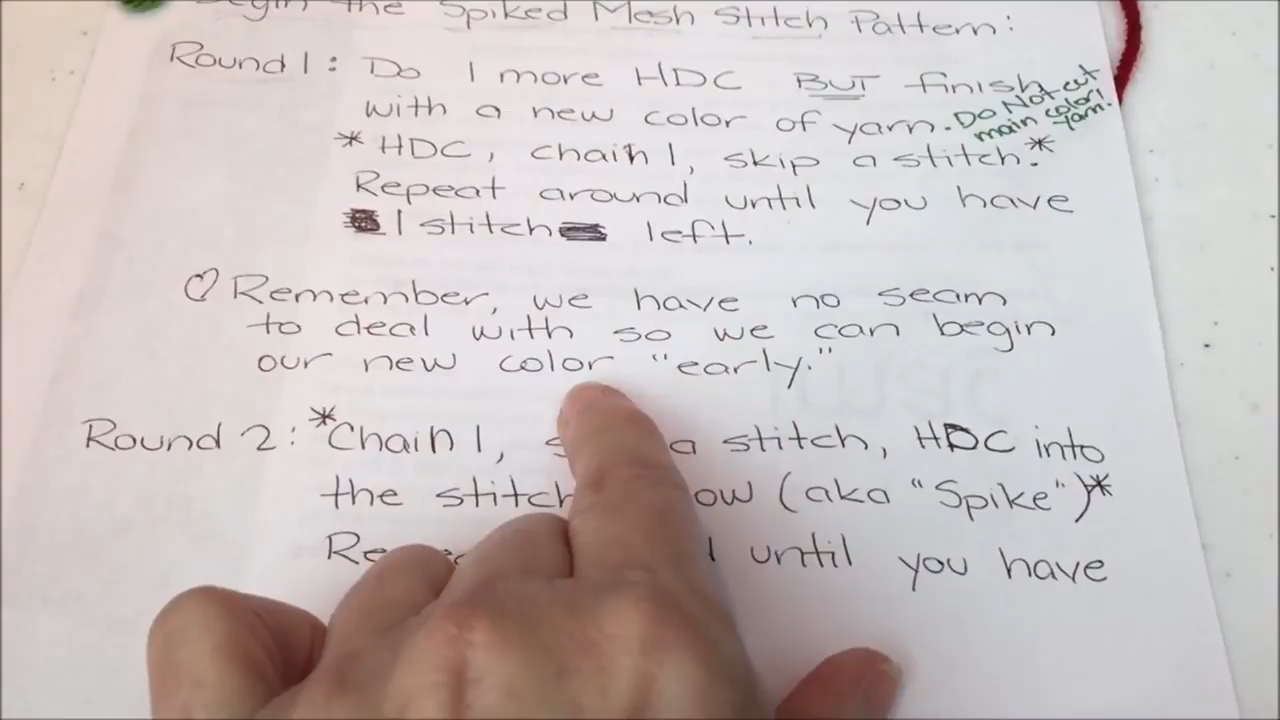 Begin the Spiked Mesh Stitch Pattern:
Round 1: Do 1 more HDC BUT finish
with a new color of yarn. Do Not cut
main color
yarn.
* HDC, chain 1, skip a stitch.*
Repeat around until you have
1 stitch left.
♡ Remember, we have no seam
to deal with so we can begin
our new color "early."
Round 2: *Chain 1, a stitch, HDC into
the stitch (aka "Spike")*
until you have